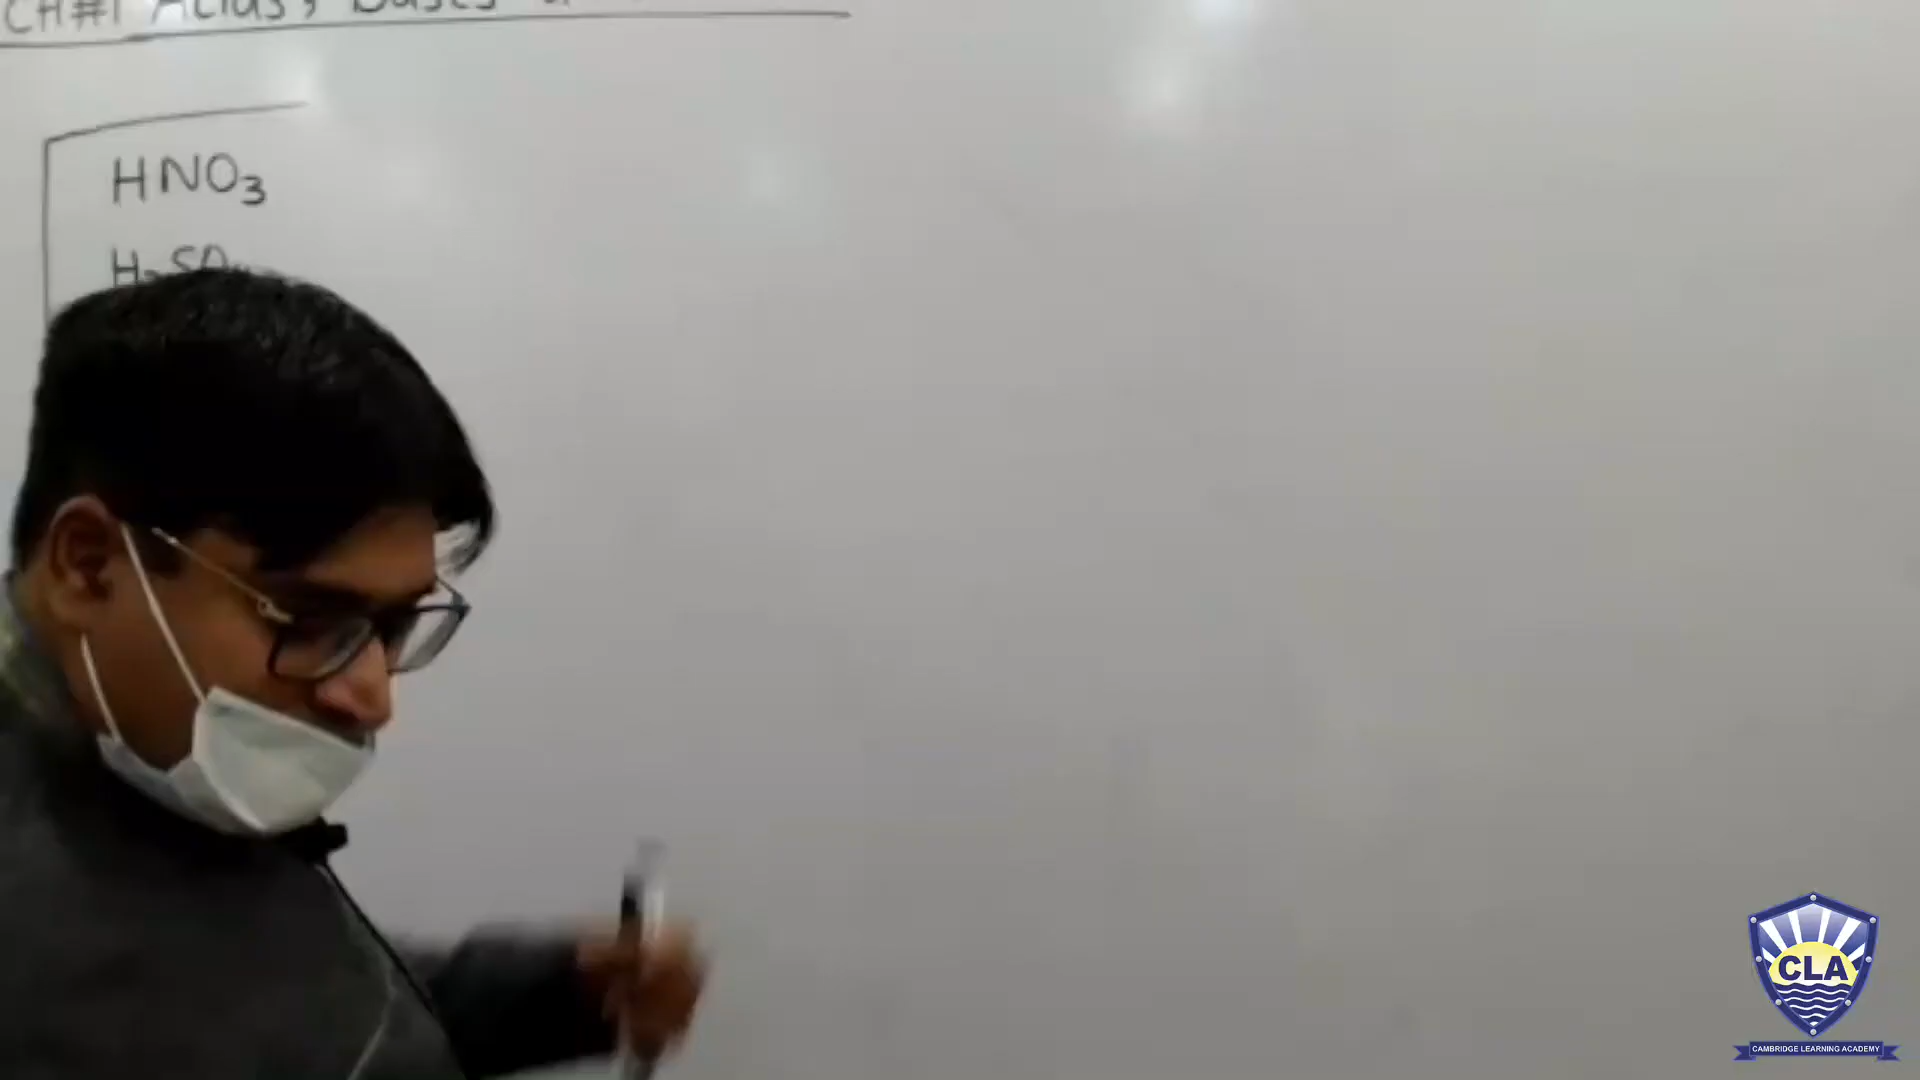 CH#1 Acids, Bases
HNO₃
H₂SO₄
CLA
CAMBRIDGE LEARNING ACADEMY